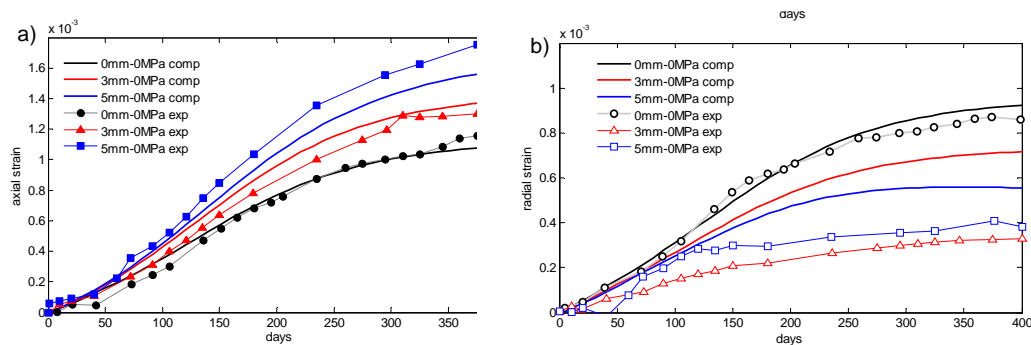 a)
x 10-3
1.6
1.4
1.2
1
0.8
0.6
0.4
0.2
0
axial strain
0mm-0MPa comp
3mm-0MPa comp
5mm-0MPa comp
0mm-0MPa exp
3mm-0MPa exp
5mm-0MPa exp
0 50 100 150 200 250 300 350
days
days
b)
x 10-3
1
0.8
0.6
0.4
0.2
0
radial strain
0mm-0MPa comp
3mm-0MPa comp
5mm-0MPa comp
0mm-0MPa exp
3mm-0MPa exp
5mm-0MPa exp
0 50 100 150 200 250 300 350 400
days